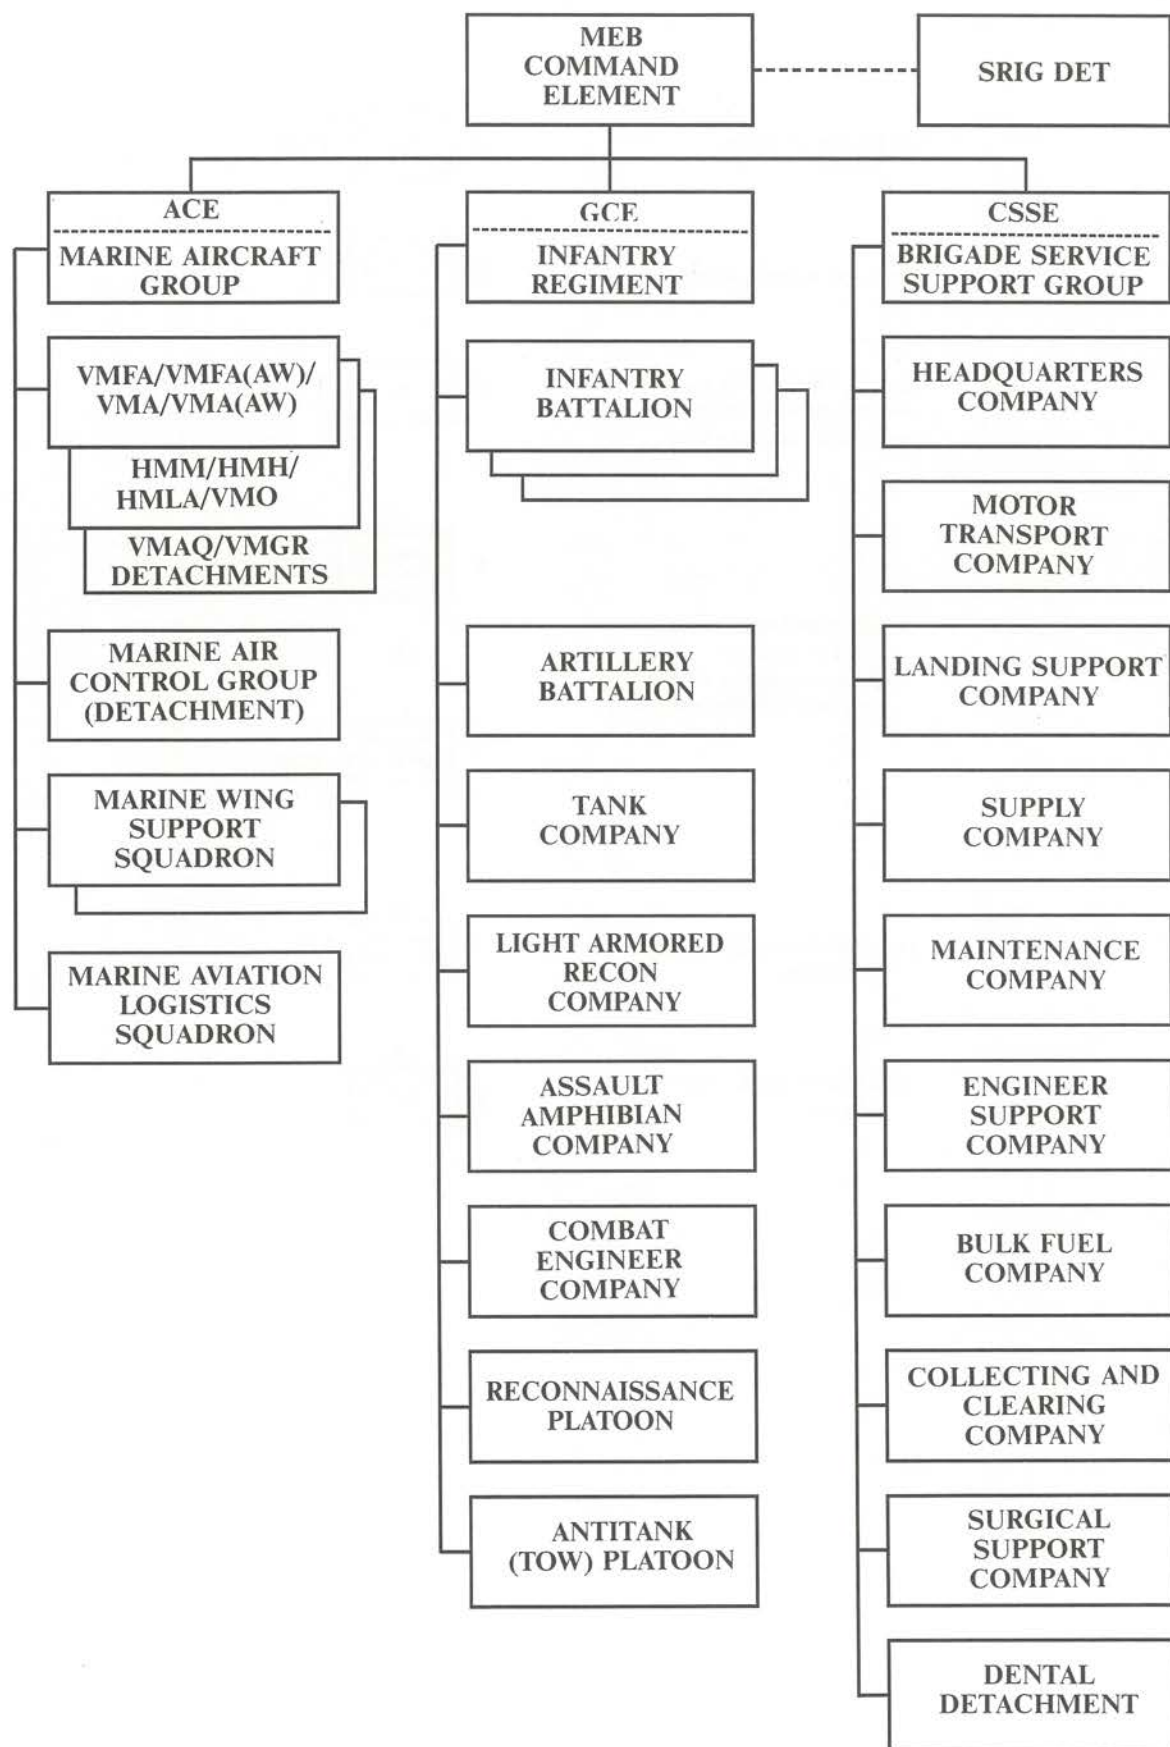 MEB
COMMAND
ELEMENT
SRIG DET
ACE
MARINE AIRCRAFT
GROUP
VMFA/VMFA(AW)/
VMA/VMA(AW)
HMM/HMH/
HMLA/VMO
VMAQ/VMGR
DETACHMENTS
MARINE AIR
CONTROL GROUP
(DETACHMENT)
MARINE WING
SUPPORT
SQUADRON
MARINE AVIATION
LOGISTICS
SQUADRON
GCE
INFANTRY
REGIMENT
INFANTRY
BATTALION
ARTILLERY
BATTALION
TANK
COMPANY
LIGHT ARMORED
RECON
COMPANY
ASSAULT
AMPHIBIAN
COMPANY
COMBAT
ENGINEER
COMPANY
RECONNAISSANCE
PLATOON
ANTITANK
(TOW) PLATOON
CSSE
BRIGADE SERVICE
SUPPORT GROUP
HEADQUARTERS
COMPANY
MOTOR
TRANSPORT
COMPANY
LANDING SUPPORT
COMPANY
SUPPLY
COMPANY
MAINTENANCE
COMPANY
ENGINEER
SUPPORT
COMPANY
BULK FUEL
COMPANY
COLLECTING AND
CLEARING
COMPANY
SURGICAL
SUPPORT
COMPANY
DENTAL
DETACHMENT